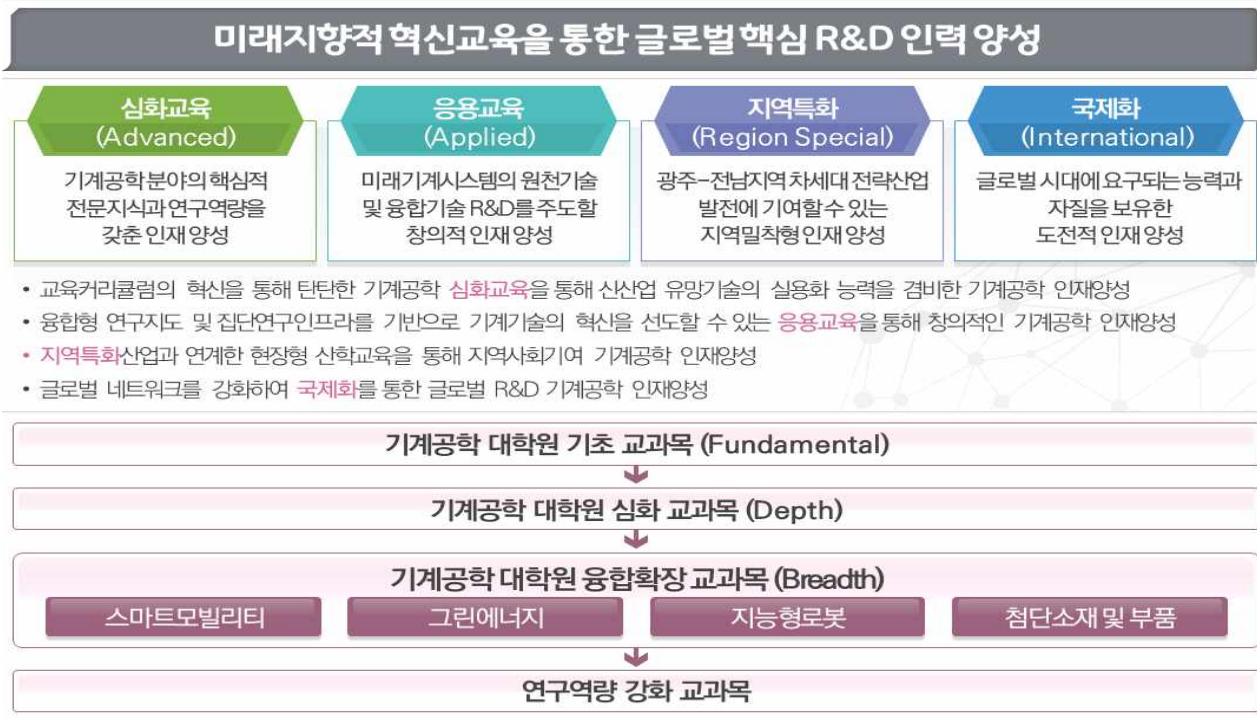 미래지향적 혁신교육을 통한 글로벌 핵심 R&D 인력 양성
심화교육
(Advanced)
기계공학 분야의 핵심적
전문지식과 연구역량을
갖춘 인재 양성
응용교육
(Applied)
미래기계시스템의 원천기술
및 융합기술 R&D를 주도할
창의적 인재 양성
지역특화
(Region Special)
광주-전남지역 차세대 전략산업
발전에 기여할 수 있는
지역밀착형 인재 양성
국제화
(International)
글로벌 시대에 요구되는 능력과
자질을 보유한
도전적 인재 양성
• 교육커리큘럼의 혁신을 통해 탄탄한 기계공학 심화교육을 통해 신산업 유망기술의 실용화 능력을 겸비한 기계공학 인재양성
• 융합형 연구지도 및 집단연구인프라를 기반으로 기계기술의 혁신을 선도할 수 있는 응용교육을 통해 창의적인 기계공학 인재양성
• 지역특화산업과 연계한 현장형 산학교육을 통해 지역사회기여 기계공학 인재양성
• 글로벌 네트워크를 강화하여 국제화를 통한 글로벌 R&D 기계공학 인재양성
기계공학 대학원 기초 교과목 (Fundamental)
기계공학 대학원 심화 교과목 (Depth)
기계공학 대학원 융합확장 교과목 (Breadth)
스마트모빌리티
그린에너지
지능형로봇
첨단소재 및 부품
연구역량 강화 교과목